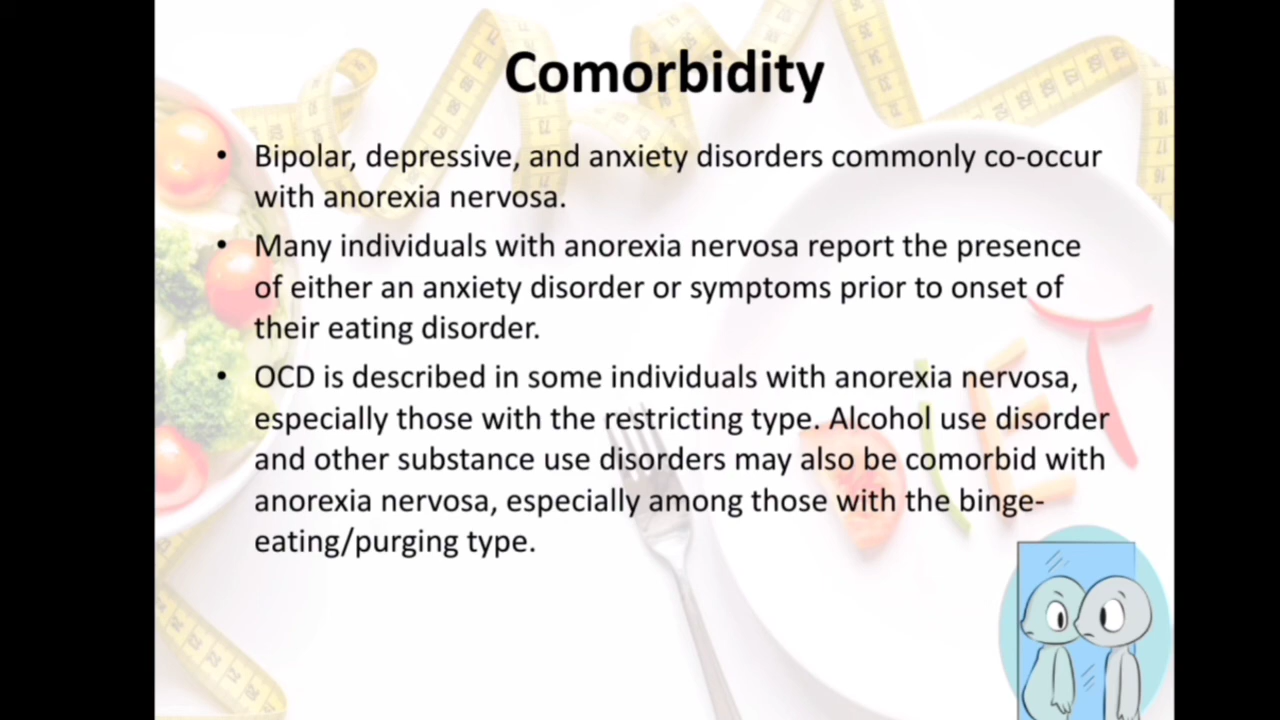 Comorbidity
• Bipolar, depressive, and anxiety disorders commonly co-occur
with anorexia nervosa.
• Many individuals with anorexia nervosa report the presence
of either an anxiety disorder or symptoms prior to onset of
their eating disorder.
• OCD is described in some individuals with anorexia nervosa,
especially those with the restricting type. Alcohol use disorder
and other substance use disorders may also be comorbid with
anorexia nervosa, especially among those with the binge-
eating/purging type.
DIET